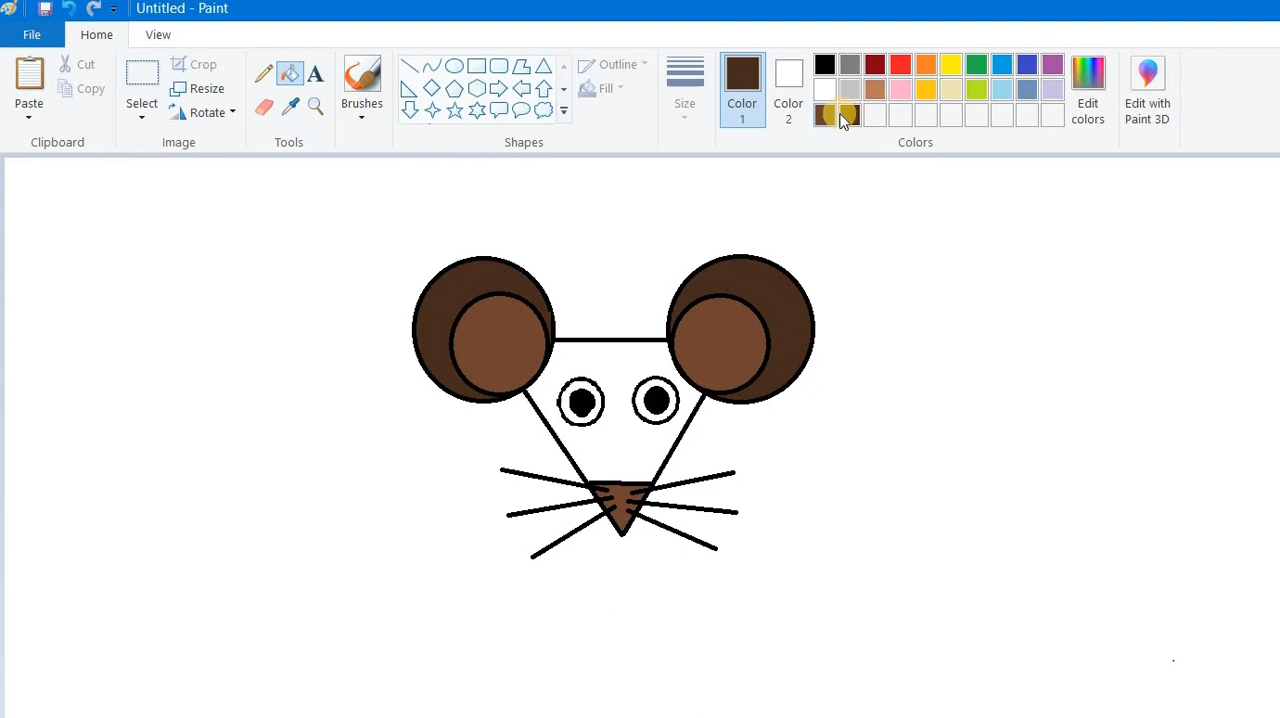 Untitled - Paint
File Home View
Paste
Cut
Copy
Clipboard
Select
Crop
Resize
Rotate
Image
A
Tools
Brushes
Outline
Fill
Shapes
Size
Color
1
Color
2
Colors
Edit
colors
Edit with
Paint 3D